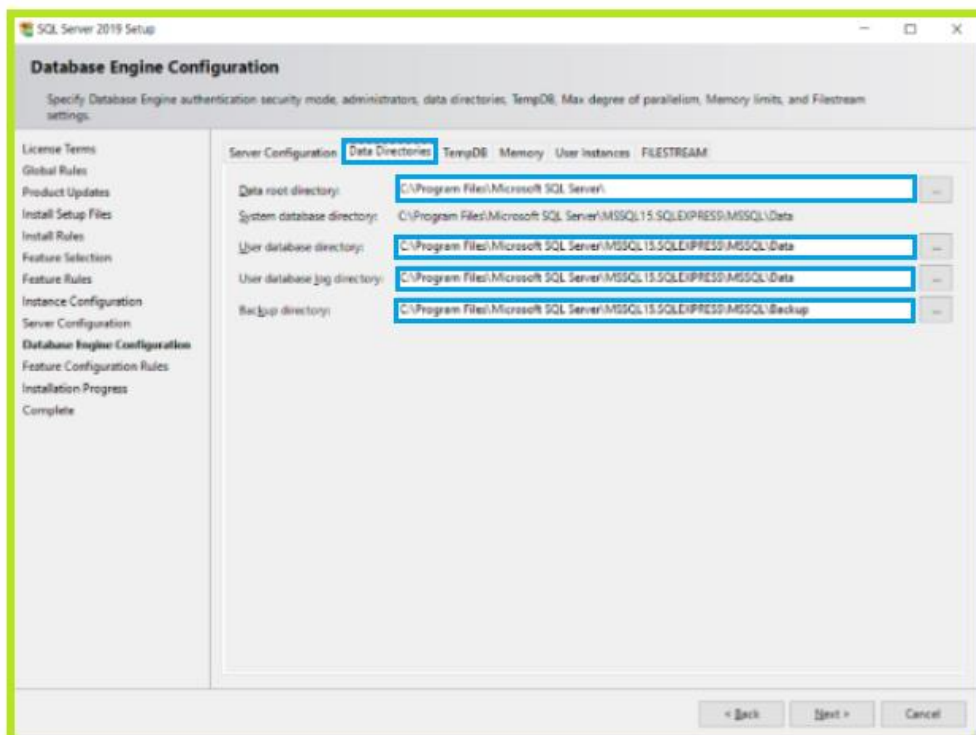 SQL Server 2019 Setup
Database Engine Configuration
Specify Database Engine authentication security mode, administrators, data directories, TempDB, Max degree of parallelism, Memory limits, and Filestream
settings.
License Terms
Global Rules
Product Updates
Install Setup Files
Install Rules
Feature Selection
Feature Rules
Instance Configuration
Server Configuration
Database Engine Configuration
Feature Configuration Rules
Installation Progress
Complete
Server Configuration Data Directories TempDB Memory User Instances FILESTREAM
Data root directory: C:\Program Files\Microsoft SQL Server\ ...
System database directory: C:\Program Files\Microsoft SQL Server\MSSQL15.SQLEXPRESS\MSSQL\Data
User database directory: C:\Program Files\Microsoft SQL Server\MSSQL15.SQLEXPRESS\MSSQL\Data ...
User database log directory: C:\Program Files\Microsoft SQL Server\MSSQL15.SQLEXPRESS\MSSQL\Data ...
Backup directory: C:\Program Files\Microsoft SQL Server\MSSQL15.SQLEXPRESS\MSSQL\Backup ...
< Back Next > Cancel